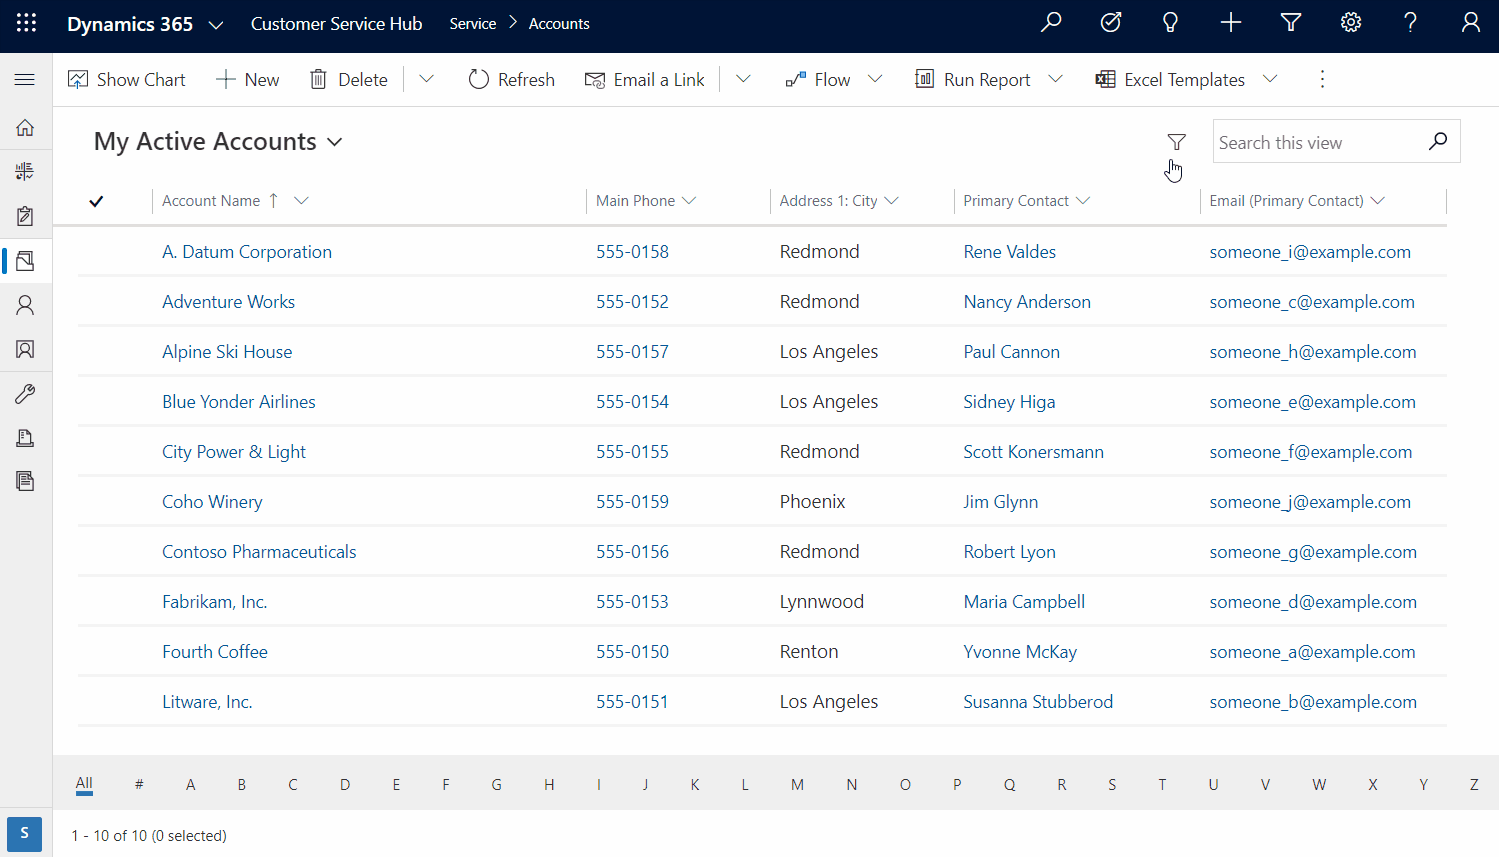 Dynamics 365 Customer Service Hub Service > Accounts
Show Chart New Delete Refresh Email a Link Flow Run Report Excel Templates
My Active Accounts
Search this view
Account Name Main Phone Address 1: City Primary Contact Email (Primary Contact)
A. Datum Corporation 555-0158 Redmond Rene Valdes someone_i@example.com
Adventure Works 555-0152 Redmond Nancy Anderson someone_c@example.com
Alpine Ski House 555-0157 Los Angeles Paul Cannon someone_h@example.com
Blue Yonder Airlines 555-0154 Los Angeles Sidney Higa someone_e@example.com
City Power & Light 555-0155 Redmond Scott Konersmann someone_f@example.com
Coho Winery 555-0159 Phoenix Jim Glynn someone_j@example.com
Contoso Pharmaceuticals 555-0156 Redmond Robert Lyon someone_g@example.com
Fabrikam, Inc. 555-0153 Lynnwood Maria Campbell someone_d@example.com
Fourth Coffee 555-0150 Renton Yvonne McKay someone_a@example.com
Litware, Inc. 555-0151 Los Angeles Susanna Stubberod someone_b@example.com
All # A B C D E F G H I J K L M N O P Q R S T U V W X Y Z
S 1 - 10 of 10 (0 selected)